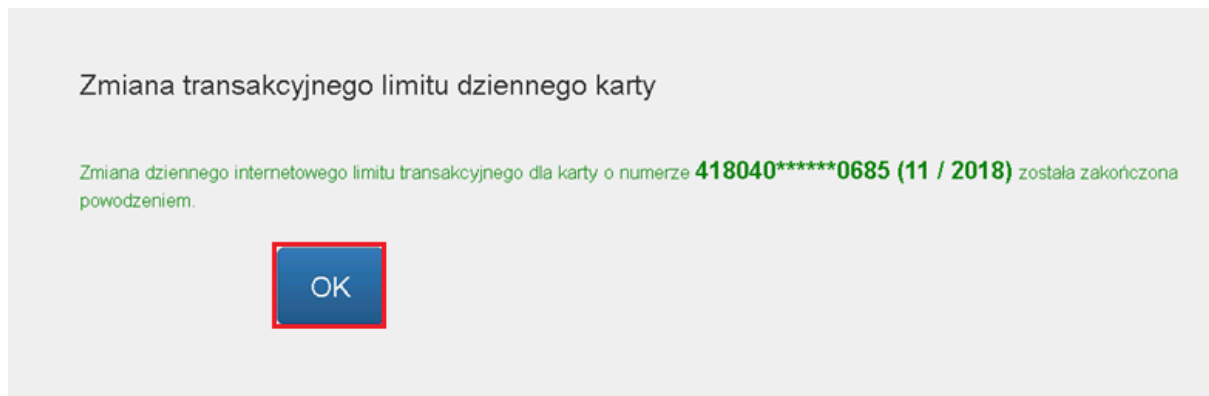 Zmiana transakcyjnego limitu dziennego karty
Zmiana dziennego internetowego limitu transakcyjnego dla karty o numerze 418040******0685 (11 / 2018) została zakończona
powodzeniem.
OK